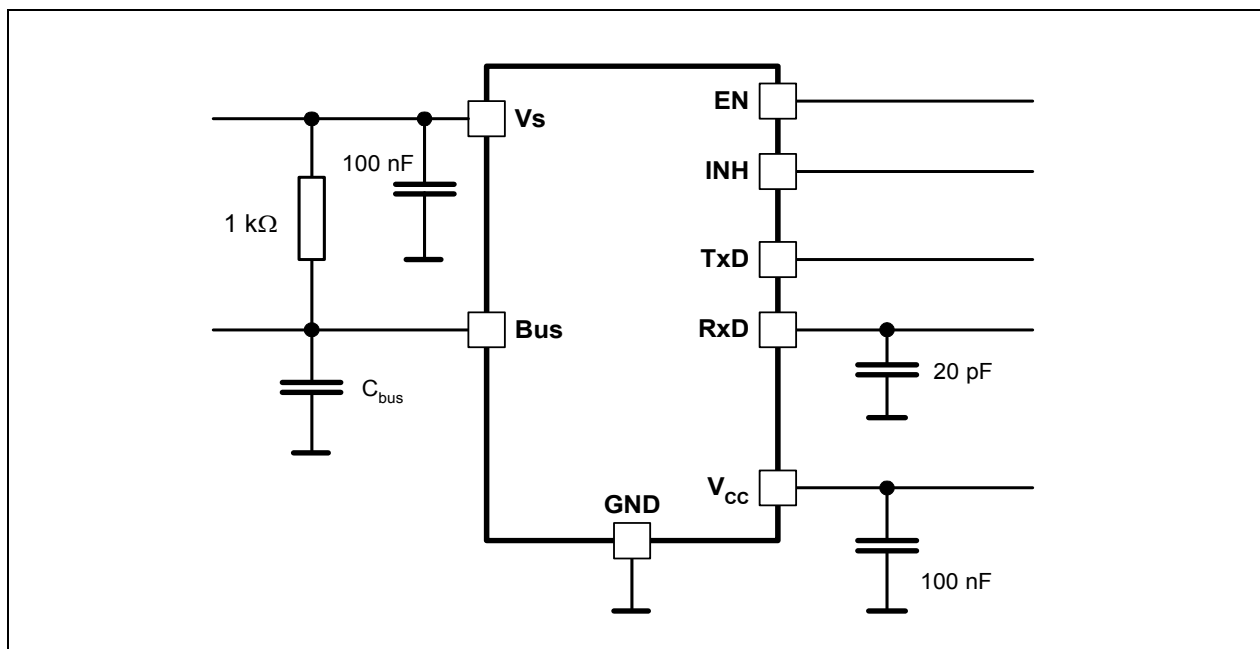 EN
Vs
100 nF
INH
1 kΩ
TxD
Bus
RxD
20 pF
C_bus
V_CC
GND
100 nF